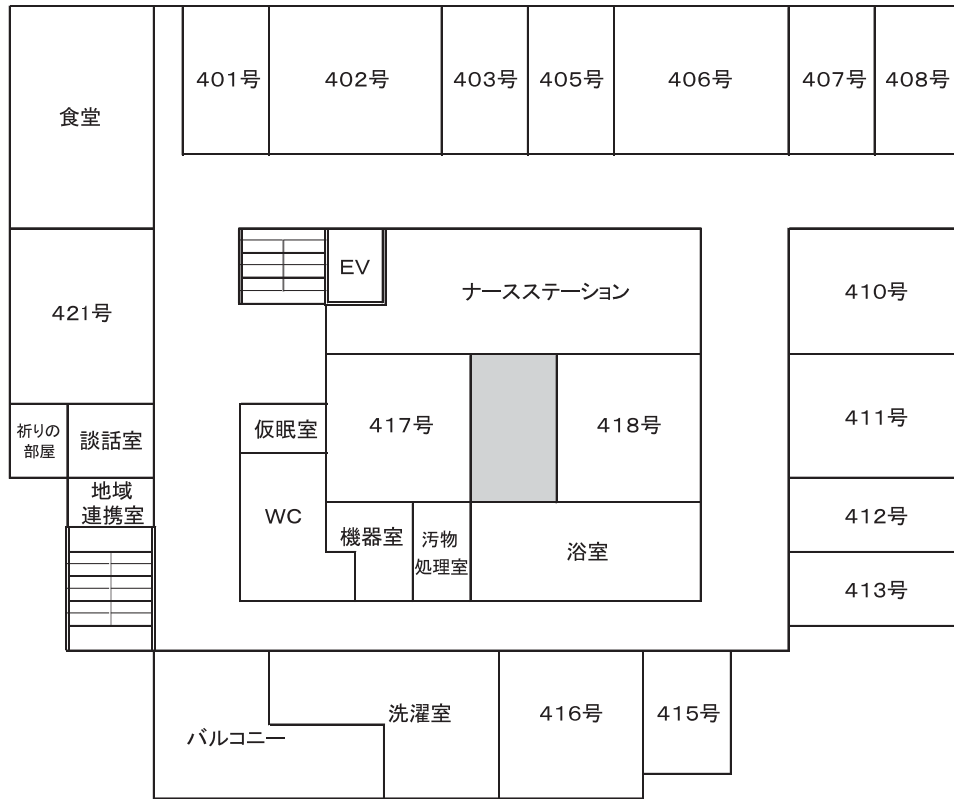 401号
402号
403号
405号
406号
407号
408号
食堂
EV
ナースステーション
410号
421号
411号
417号
418号
仮眠室
祈りの
部屋
談話室
地域
連携室
WC
機器室
汚物
処理室
浴室
412号
413号
バルコニー
洗濯室
416号
415号